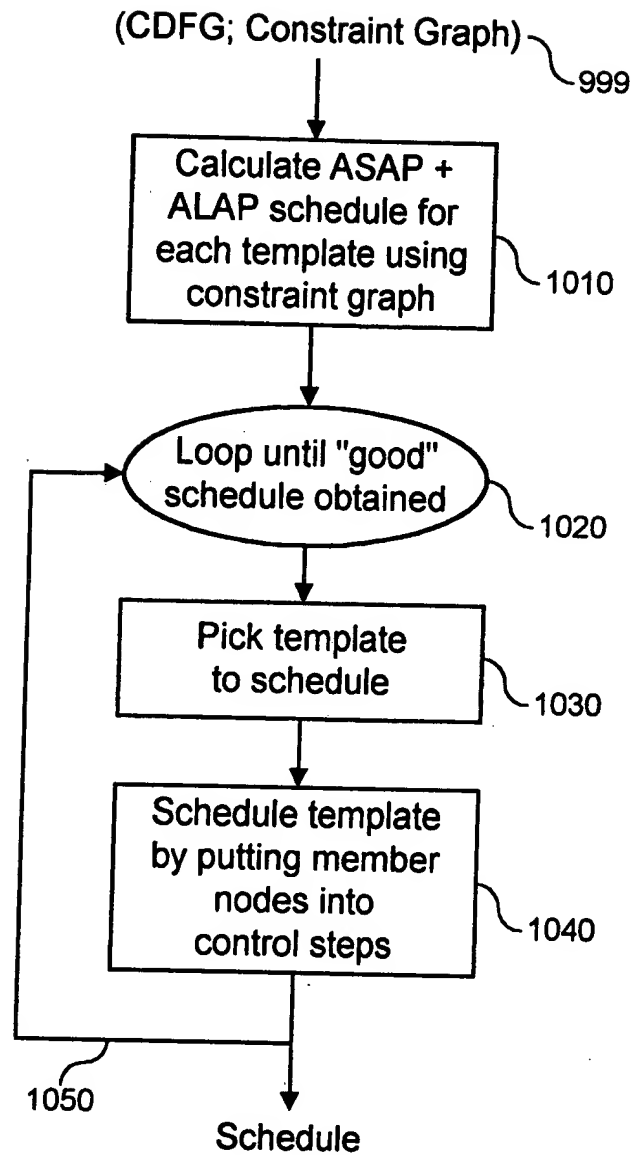 (CDFG; Constraint Graph)
999
Calculate ASAP +
ALAP schedule for
each template using
constraint graph
1010
Loop until "good"
schedule obtained
1020
Pick template
to schedule
1030
Schedule template
by putting member
nodes into
control steps
1040
1050
Schedule